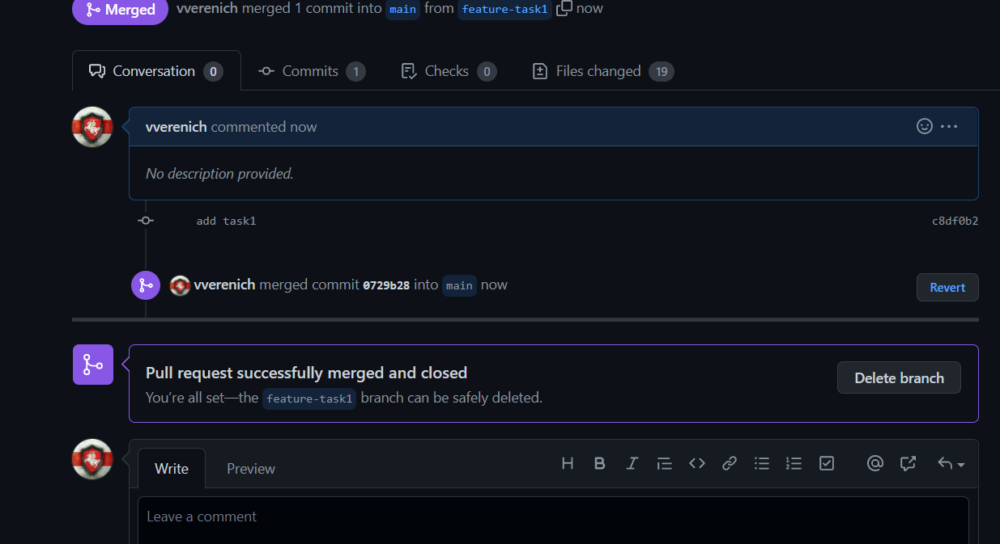 Merged vverenich merged 1 commit into main from feature-task1 now
Conversation 0 Commits 1 Checks 0 Files changed 19
vverenich commented now
No description provided.
add task1 c8df0b2
vverenich merged commit 0729b28 into main now
Revert
Pull request successfully merged and closed
Delete branch
You're all set—the feature-task1 branch can be safely deleted.
Write Preview
Leave a comment